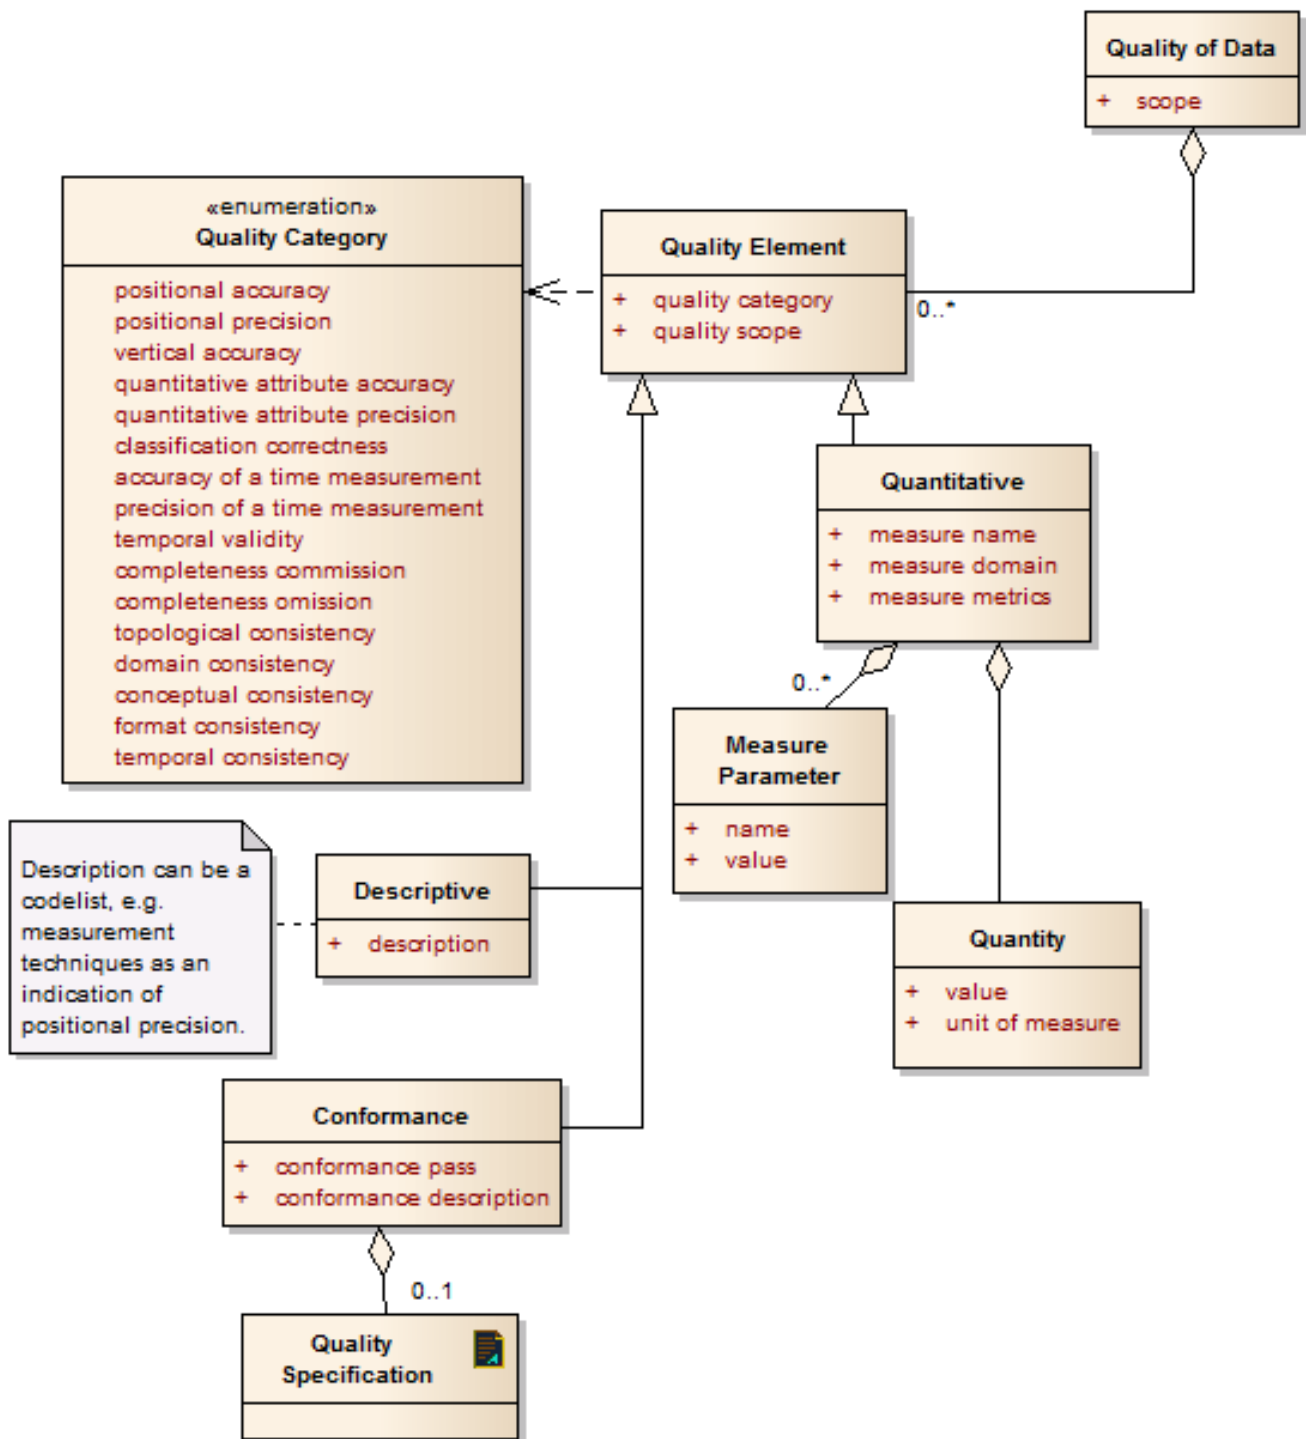 Quality of Data
+ scope
«enumeration»
Quality Category
positional accuracy
positional precision
vertical accuracy
quantitative attribute accuracy
quantitative attribute precision
classification correctness
accuracy of a time measurement
precision of a time measurement
temporal validity
completeness commission
completeness omission
topological consistency
domain consistency
conceptual consistency
format consistency
temporal consistency
Quality Element
+ quality category
+ quality scope
0..*
Quantitative
+ measure name
+ measure domain
+ measure metrics
0..*
Measure
Parameter
+ name
+ value
Quantity
+ value
+ unit of measure
Description can be a
codelist, e.g.
measurement
techniques as an
indication of
positional precision.
Descriptive
+ description
Conformance
+ conformance pass
+ conformance description
0..1
Quality
Specification